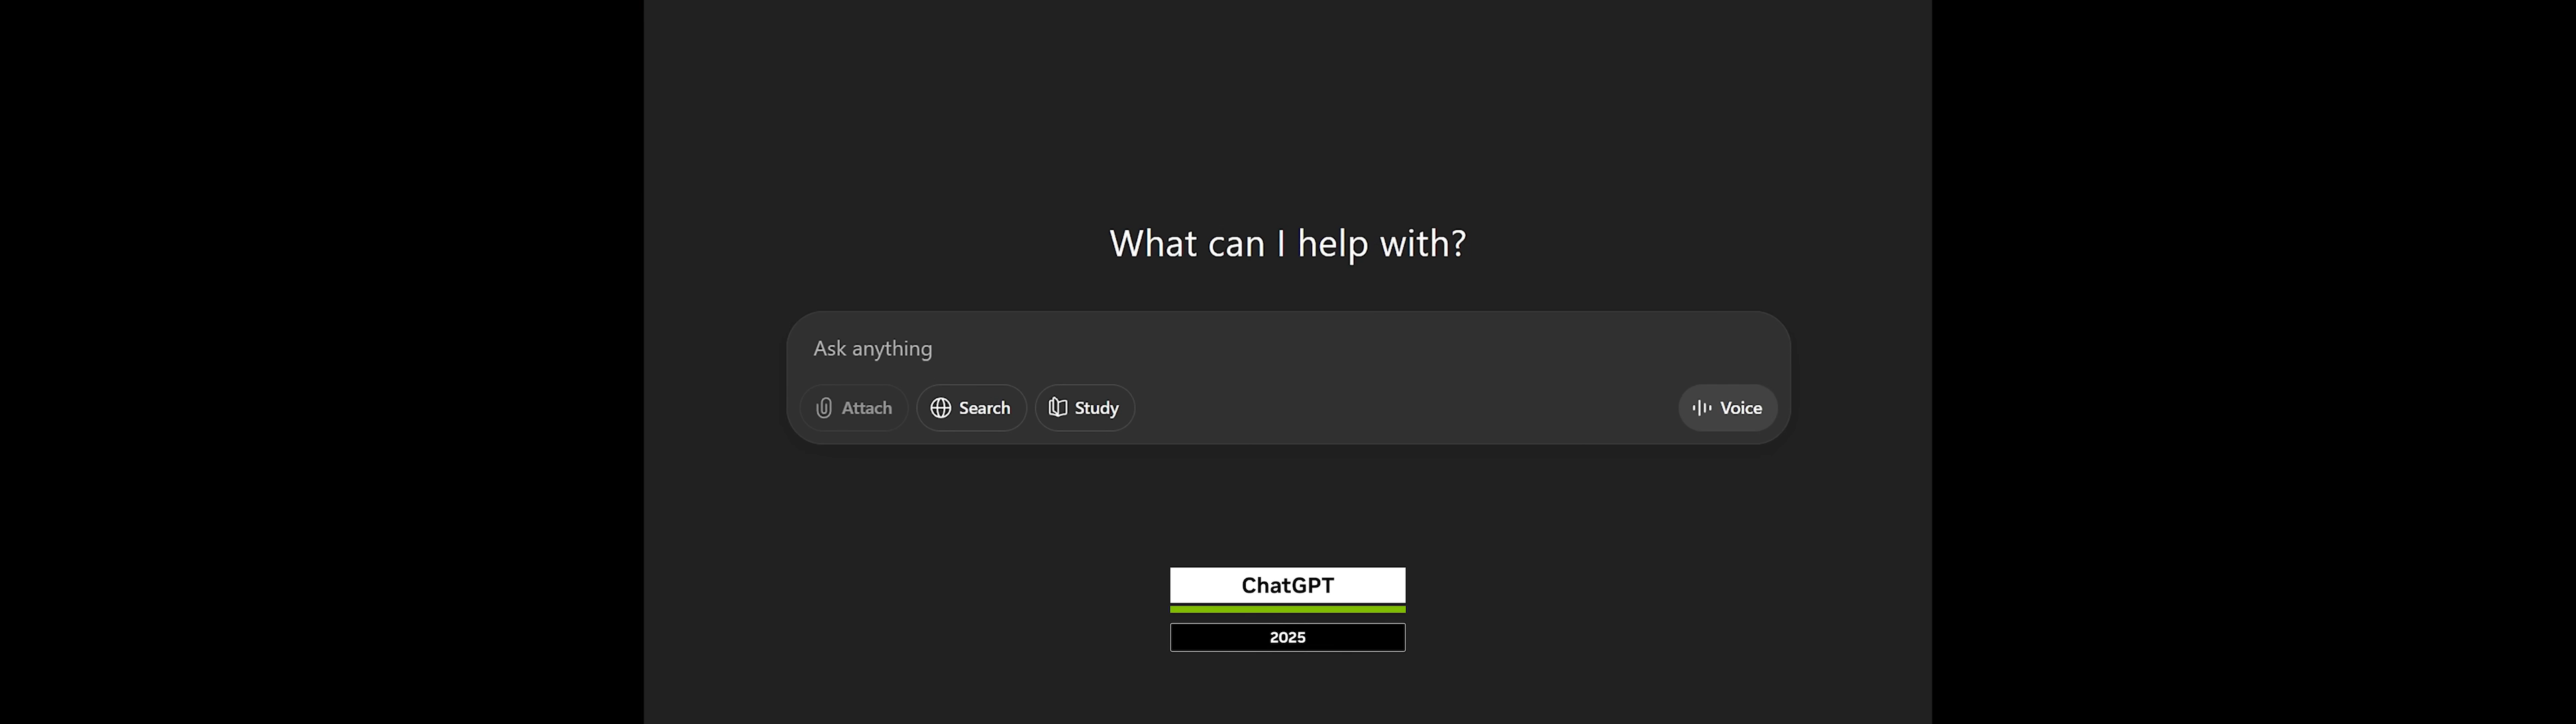 What can I help with?
Ask anything
Attach
Search
Study
Voice
ChatGPT
2025